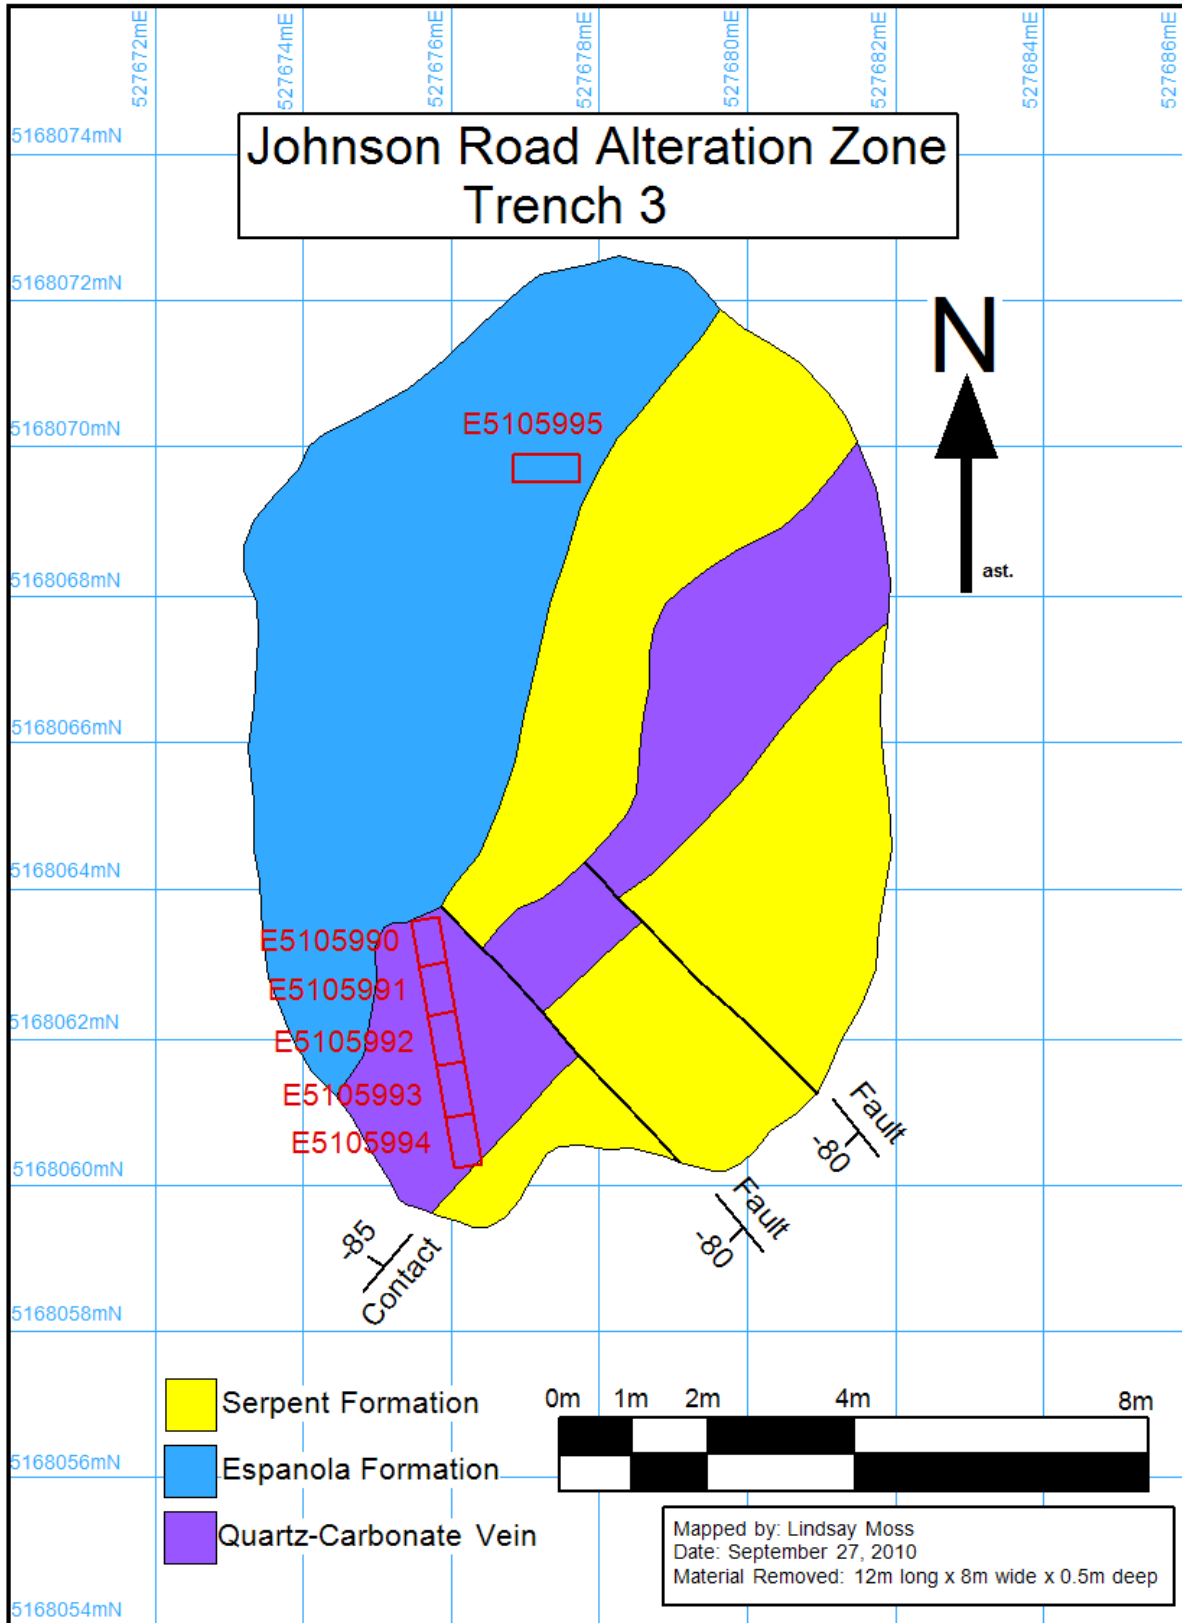 527672mE
527674mE
527676mE
527678mE
527680mE
527682mE
527684mE
527686mE
5168074mN
Johnson Road Alteration Zone
Trench 3
5168072mN
N
5168070mN
E5105995
5168068mN
ast.
5168066mN
5168064mN
E5105990
E5105991
5168062mN
E5105992
E5105993
E5105994
Fault
-80
5168060mN
Fault
-80
-85
Contact
5168058mN
Serpent Formation
Espanola Formation
Quartz-Carbonate Vein
0m 1m 2m 4m 8m
5168056mN
Mapped by: Lindsay Moss
Date: September 27, 2010
Material Removed: 12m long x 8m wide x 0.5m deep
5168054mN